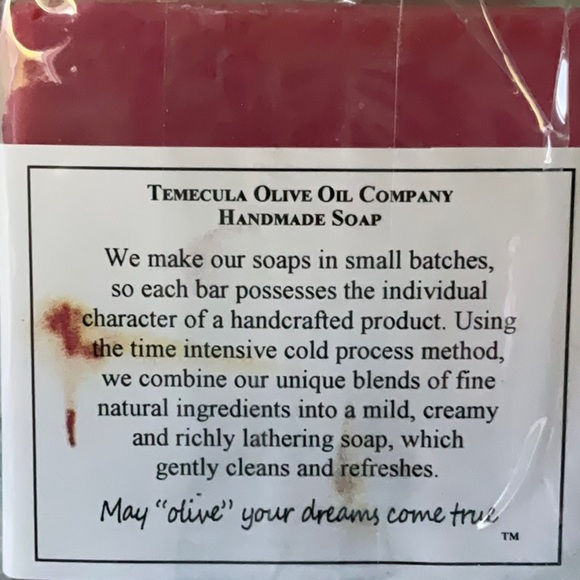 TEMECULA OLIVE OIL COMPANY
HANDMADE SOAP
We make our soaps in small batches,
so each bar possesses the individual
character of a handcrafted product. Using
the time intensive cold process method,
we combine our unique blends of fine
natural ingredients into a mild, creamy
and richly lathering soap, which
gently cleans and refreshes.
May "olive" your dreams come true
TM